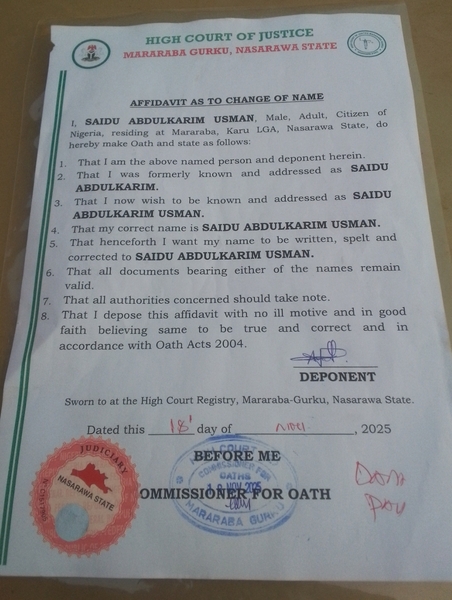 HIGH COURT OF JUSTICE
MARARABA GURKU, NASARAWA STATE
AFFIDAVIT AS TO CHANGE OF NAME
I, SAIDU ABDULKARIM USMAN, Male, Adult, Citizen of
Nigeria, residing at Mararaba, Karu LGA, Nasarawa State, do
hereby make Oath and state as follows:
1. That I am the above named person and deponent herein.
2. That I was formerly known and addressed as SAIDU
ABDULKARIM.
3. That I now wish to be known and addressed as SAIDU
ABDULKARIM USMAN.
4. That my correct name is SAIDU ABDULKARIM USMAN.
5. That henceforth I want my name to be written, spelt and
corrected to SAIDU ABDULKARIM USMAN.
6. That all documents bearing either of the names remain
valid.
7. That all authorities concerned should take note.
8. That I depose this affidavit with no ill motive and in good
faith believing same to be true and correct and in
accordance with Oath Acts 2004.
DEPONENT
Sworn to at the High Court Registry, Mararaba-Gurku, Nasarawa State.
Dated this 18 day of Nov, 2025
BEFORE ME
OMMISSIONER FOR OATH
JUDICIARY
NASARAWA STATE
HIGH COURT
COMMISSIONER FOR
OATHS
NOV 2025
MARARABA GURKU